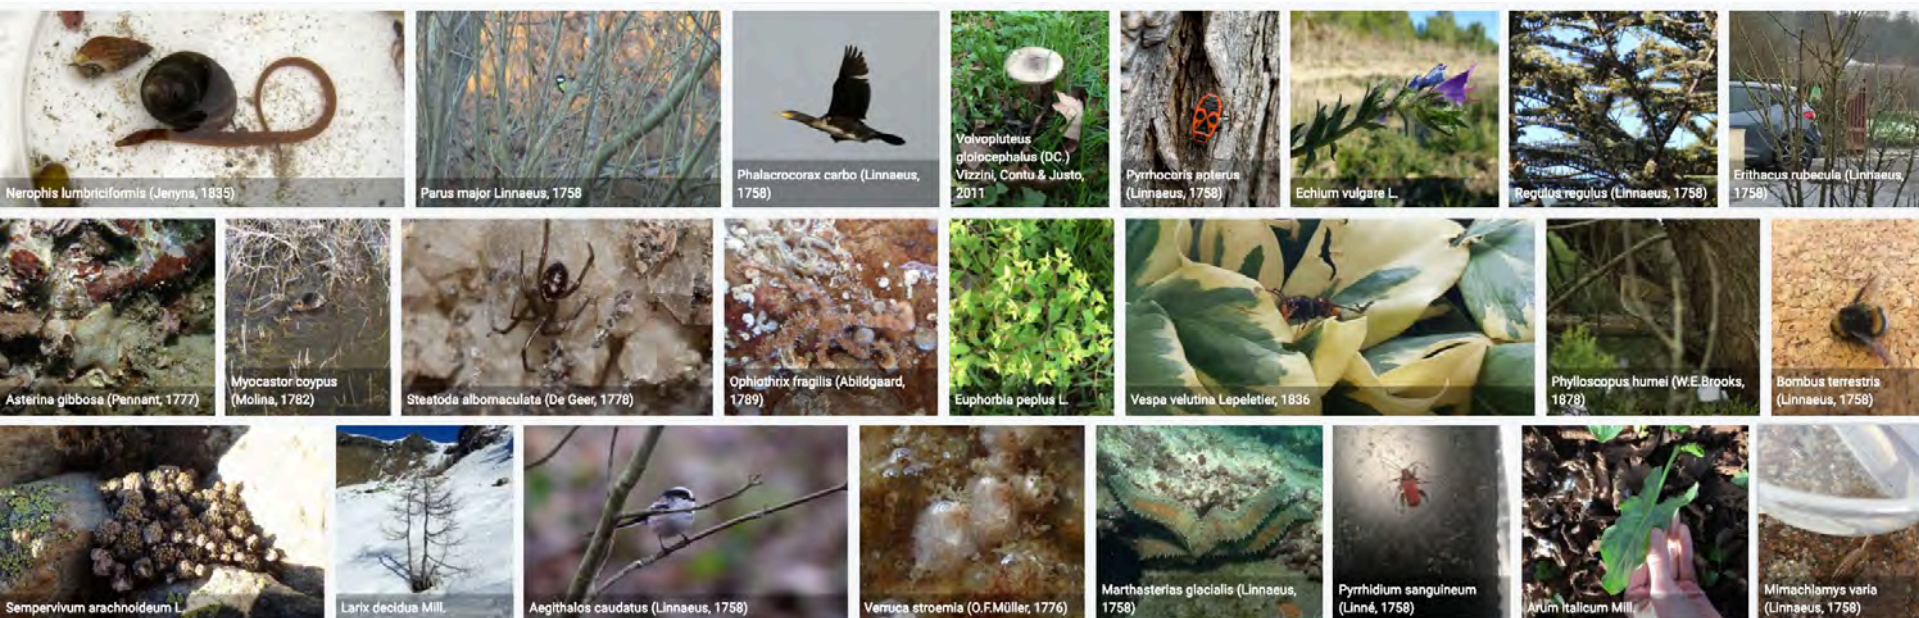 Nerophis lumbriciformis (Jenyns, 1835)
Parus major Linnaeus, 1758
Phalacrocorax carbo (Linnaeus,
1758)
Volvopluteus
gloiocephalus (DC.)
Vizzini, Contu & Justo,
2011
Pyrrhocoris apterus
(Linnaeus, 1758)
Echium vulgare L.
Regulus regulus (Linnaeus, 1758)
Erithacus rubecula (Linnaeus,
1758)
Asterina gibbosa (Pennant, 1777)
Myocastor coypus
(Molina, 1782)
Steatoda albomaculata (De Geer, 1778)
Ophiothrix fragilis (Abildgaard,
1789)
Euphorbia peplus L.
Vespa velutina Lepeletier, 1836
Phylloscopus humei (W.E.Brooks,
1878)
Bombus terrestris
(Linnaeus, 1758)
Sempervivum arachnoideum L.
Larix decidua Mill.
Aegithalos caudatus (Linnaeus, 1758)
Verruca stroemia (O.F.Müller, 1776)
Marthasterias glacialis (Linnaeus,
1758)
Pyrrhidium sanguineum
(Linné, 1758)
Arum italicum Mill.
Mimachlamys varia
(Linnaeus, 1758)